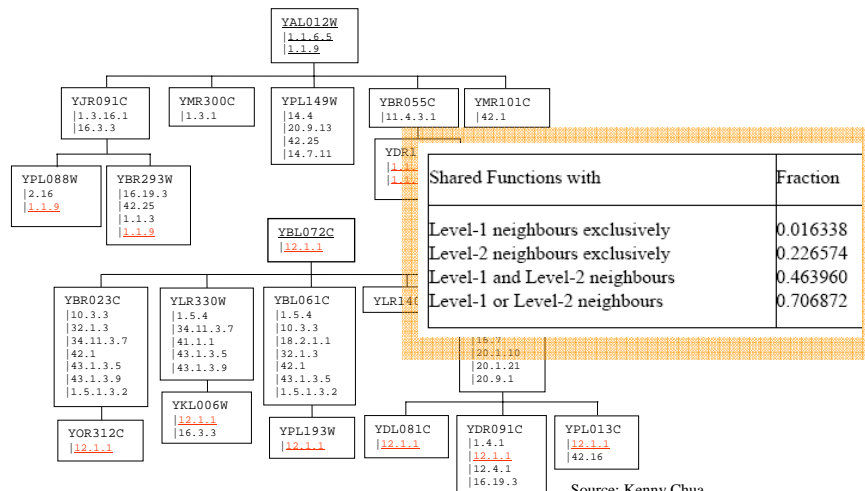 YAL012W
|1.1.6.5
|1.1.9
YJR091C
|1.3.16.1
|16.3.3
YMR300C
|1.3.1
YPL149W
|14.4
|20.9.13
|42.25
|14.7.11
YBR055C
|11.4.3.1
YMR101C
|42.1
YPL088W
|2.16
|1.1.9
YBR293W
|16.19.3
|42.25
|1.1.3
|1.1.9
Shared Functions with Fraction
Level-1 neighbours exclusively 0.016338
Level-2 neighbours exclusively 0.226574
Level-1 and Level-2 neighbours 0.463960
Level-1 or Level-2 neighbours 0.706872
YBL072C
|12.1.1
YBR023C
|10.3.3
|32.1.3
|34.11.3.7
|42.1
|43.1.3.5
|43.1.3.9
|1.5.1.3.2
YLR330W
|1.5.4
|34.11.3.7
|41.1.1
|43.1.3.5
|43.1.3.9
YBL061C
|1.5.4
|10.3.3
|18.2.1.1
|32.1.3
|42.1
|43.1.3.5
|1.5.1.3.2
|16.7
|20.1.10
|20.1.21
|20.9.1
YOR312C
|12.1.1
YKL006W
|12.1.1
|16.3.3
YPL193W
|12.1.1
YDL081C
|12.1.1
YDR091C
|1.4.1
|12.1.1
|12.4.1
|16.19.3
YPL013C
|12.1.1
|42.16
Source: Kenny Chua